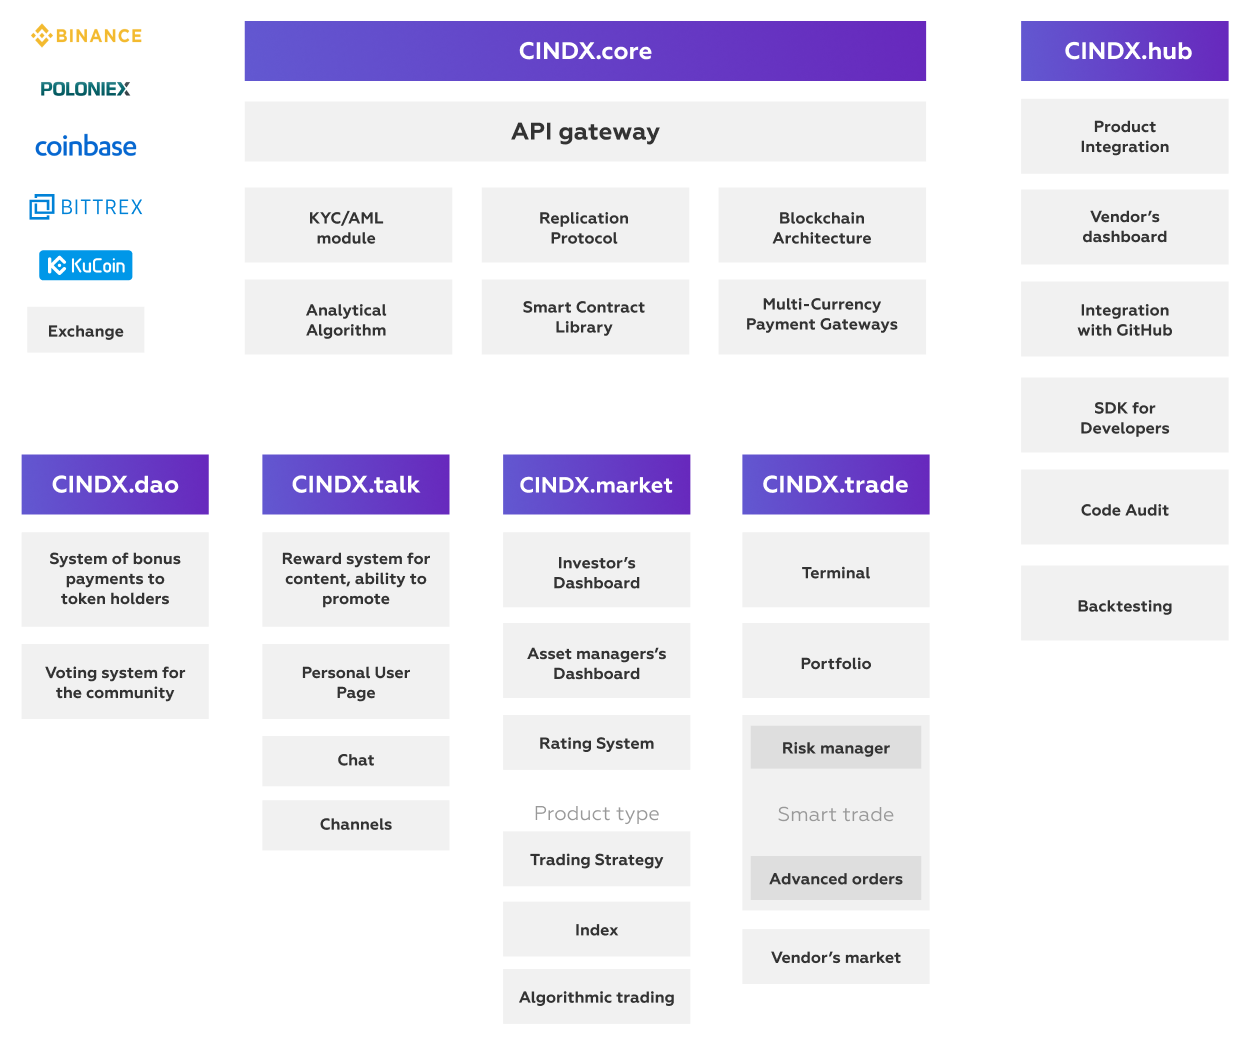 BINANCE
POLONIEX
coinbase
BITTREX
KuCoin
Exchange
CINDX.core
API gateway
KYC/AML
module
Replication
Protocol
Blockchain
Architecture
Analytical
Algorithm
Smart Contract
Library
Multi-Currency
Payment Gateways
CINDX.hub
Product
Integration
Vendor’s
dashboard
Integration
with GitHub
SDK for
Developers
Code Audit
Backtesting
CINDX.dao
System of bonus
payments to
token holders
Voting system for
the community
CINDX.talk
Reward system for
content, ability to
promote
Personal User
Page
Chat
Channels
CINDX.market
Investor’s
Dashboard
Asset managers’s
Dashboard
Rating System
Product type
Trading Strategy
Index
Algorithmic trading
CINDX.trade
Terminal
Portfolio
Risk manager
Smart trade
Advanced orders
Vendor’s market